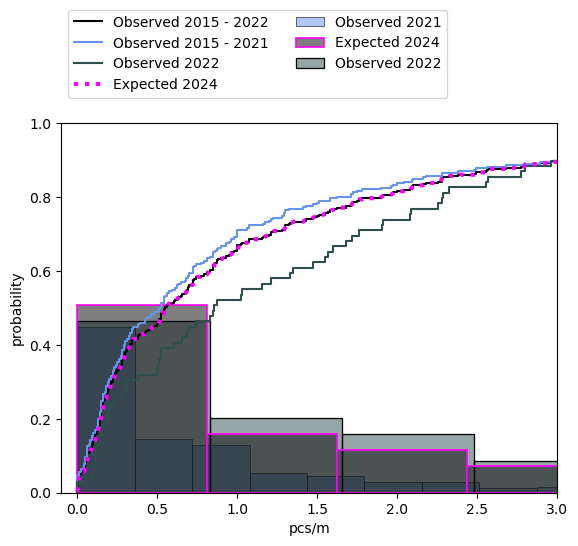 Observed 2015 - 2022
Observed 2015 - 2021
Observed 2022
Expected 2024
Observed 2021
Expected 2024
Observed 2022
1.0
0.8
0.6
0.4
0.2
0.0
probability
0.0 0.5 1.0 1.5 2.0 2.5 3.0
pcs/m